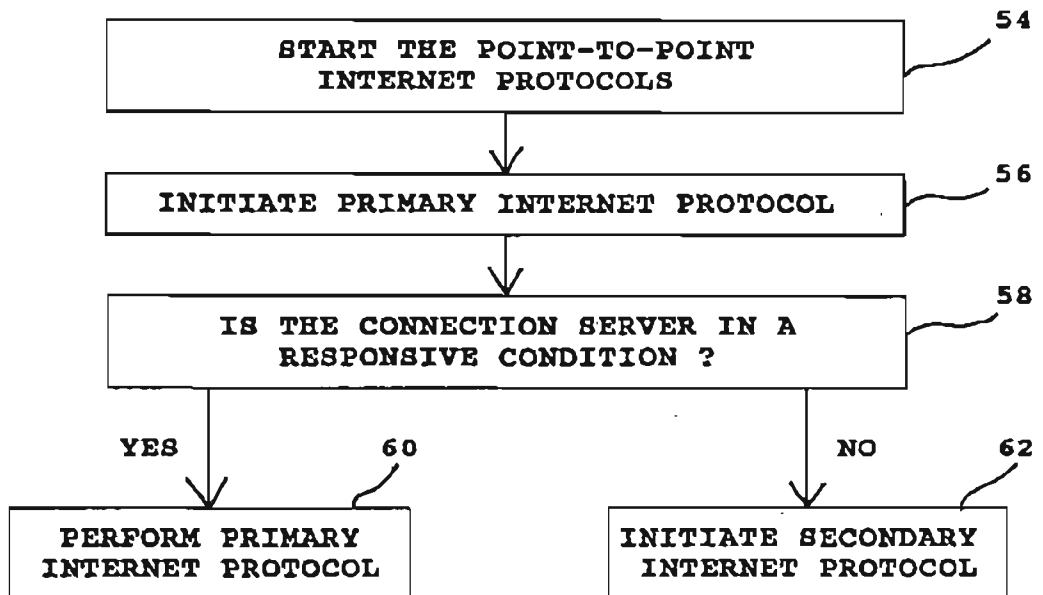 54
START THE POINT-TO-POINT
INTERNET PROTOCOLS
56
INITIATE PRIMARY INTERNET PROTOCOL
58
IS THE CONNECTION SERVER IN A
RESPONSIVE CONDITION ?
YES
60
NO
62
PERFORM PRIMARY
INTERNET PROTOCOL
INITIATE SECONDARY
INTERNET PROTOCOL